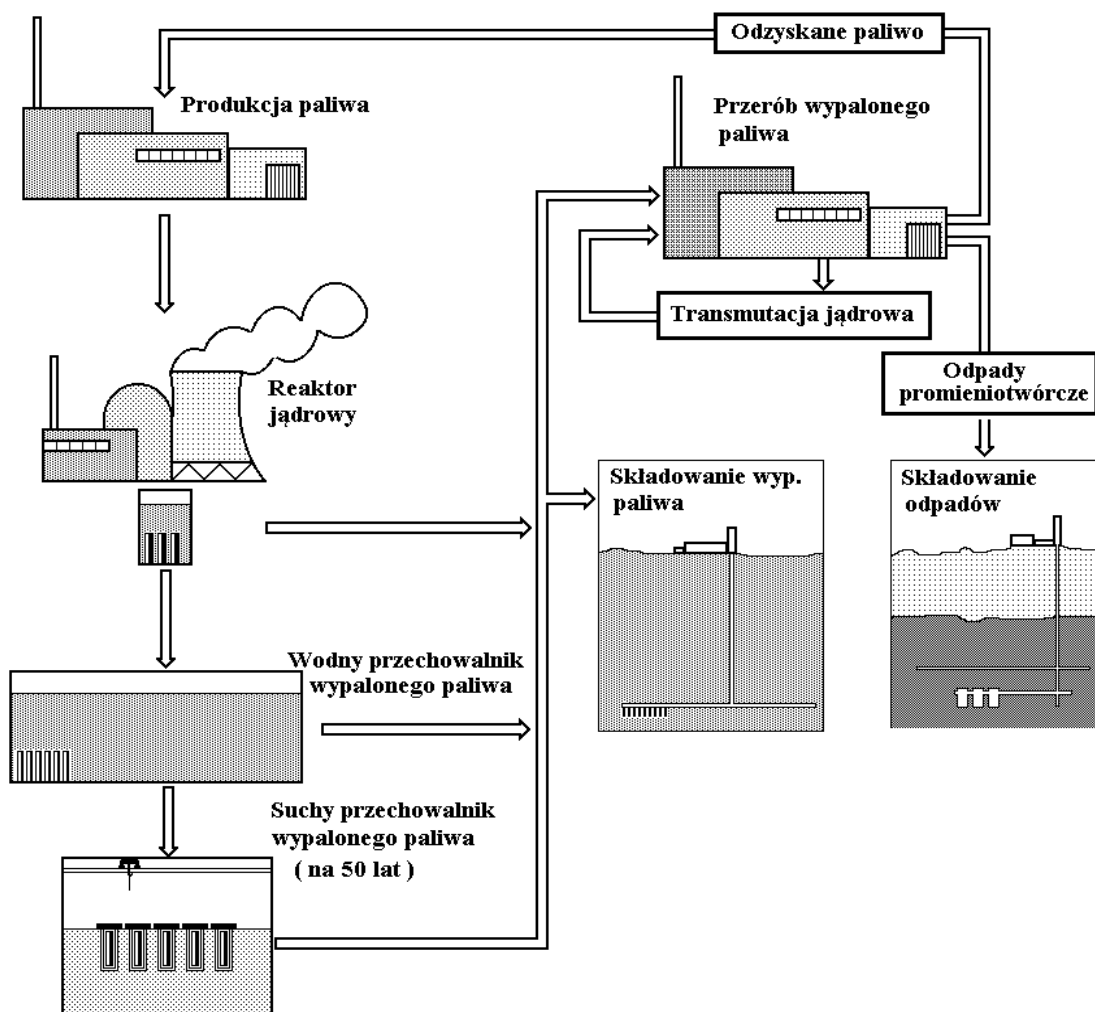 Odzyskane paliwo
Produkcja paliwa
Przerób wypalonego
paliwa
Transmutacja jądrowa
Reaktor
jądrowy
Odpady
promieniotwórcze
Składowanie wyp.
paliwa
Składowanie
odpadów
Wodny przechowalnik
wypalonego paliwa
Suchy przechowalnik
wypalonego paliwa
( na 50 lat )